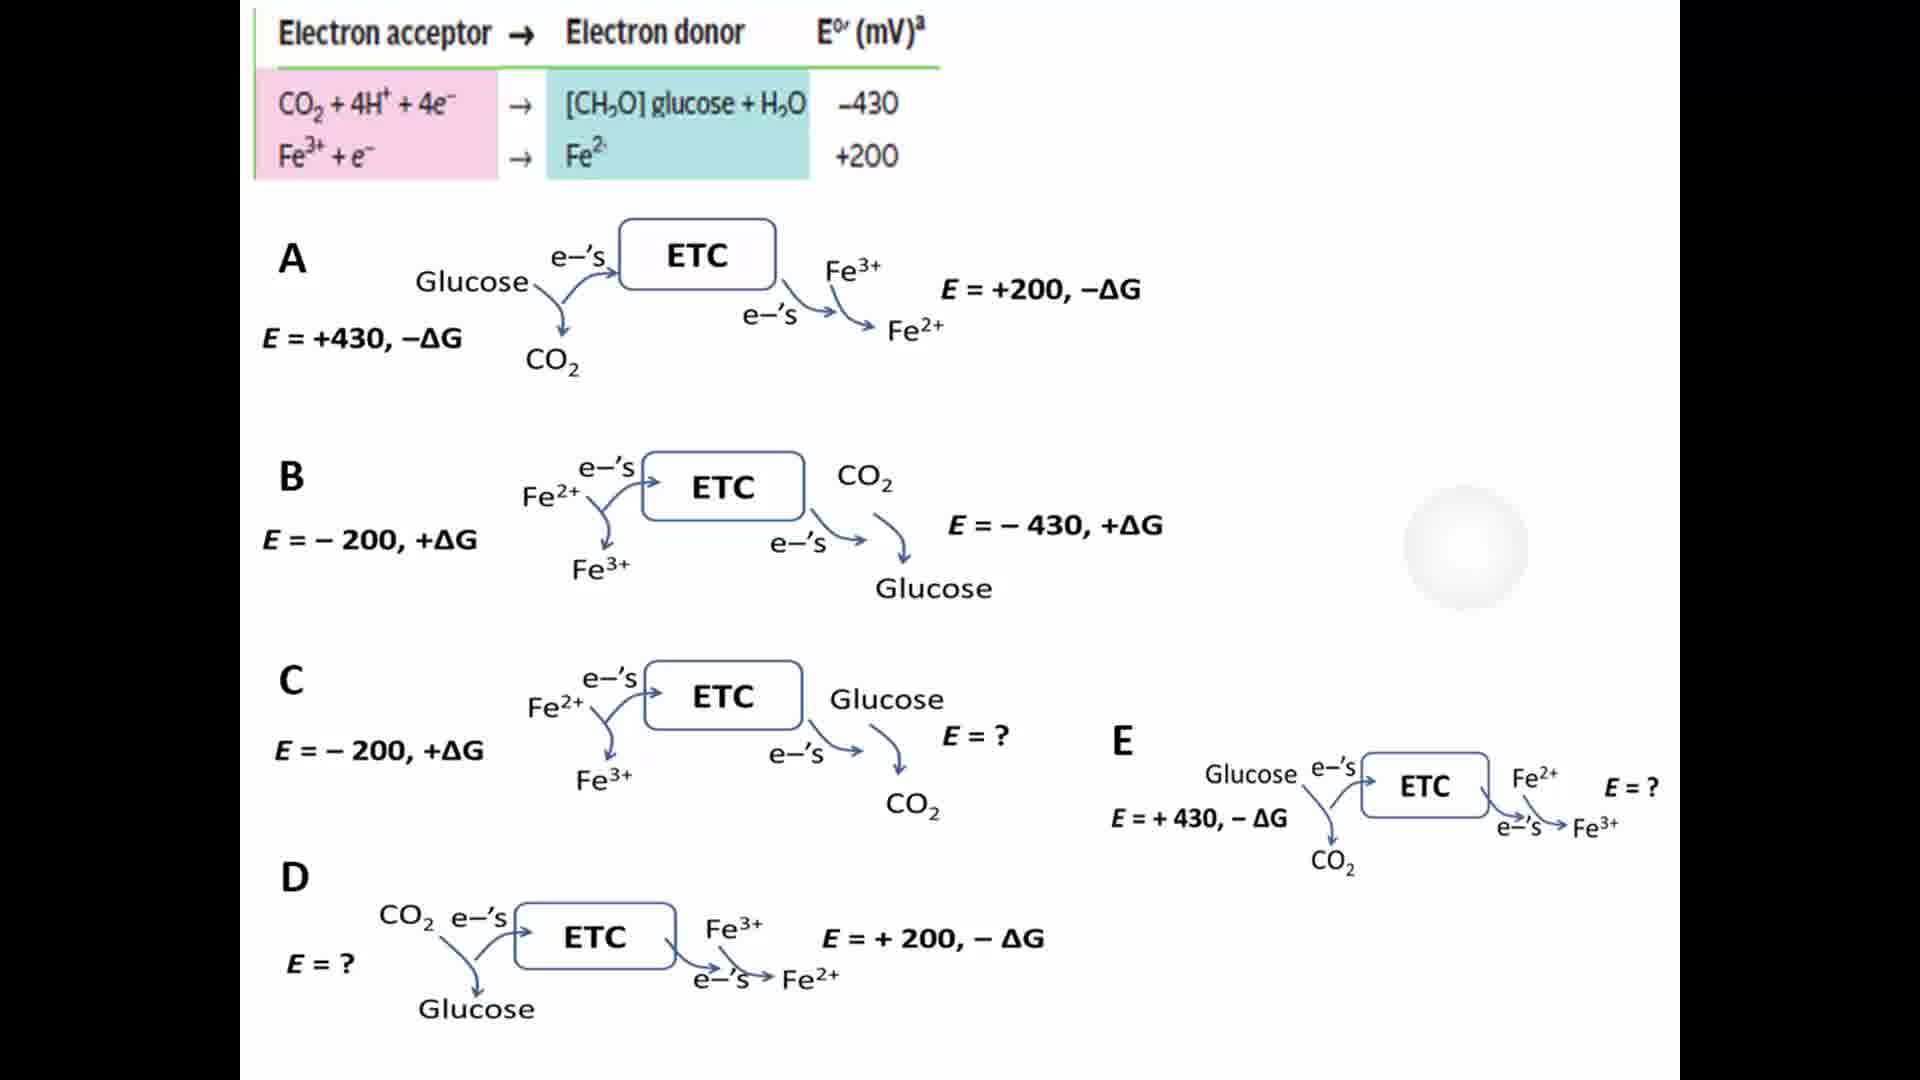 Electron acceptor → Electron donor E⁰′ (mV)ᵃ
CO₂ + 4H⁺ + 4e⁻ → [CH₂O] glucose + H₂O –430
Fe³⁺ + e⁻ → Fe²⁺ +200
A
Glucose e–'s ETC Fe³⁺
E = +430, –ΔG
CO₂
e–'s Fe²⁺
E = +200, –ΔG
B
Fe²⁺ e–'s ETC CO₂
E = – 200, +ΔG
Fe³⁺
e–'s Glucose
E = – 430, +ΔG
C
Fe²⁺ e–'s ETC Glucose
E = – 200, +ΔG
Fe³⁺
e–'s CO₂
E = ?
D
CO₂ e–'s ETC Fe³⁺
E = ?
Glucose
e–'s Fe²⁺
E = + 200, – ΔG
E
Glucose e–'s ETC Fe²⁺
E = + 430, – ΔG
CO₂
e–'s Fe³⁺
E = ?